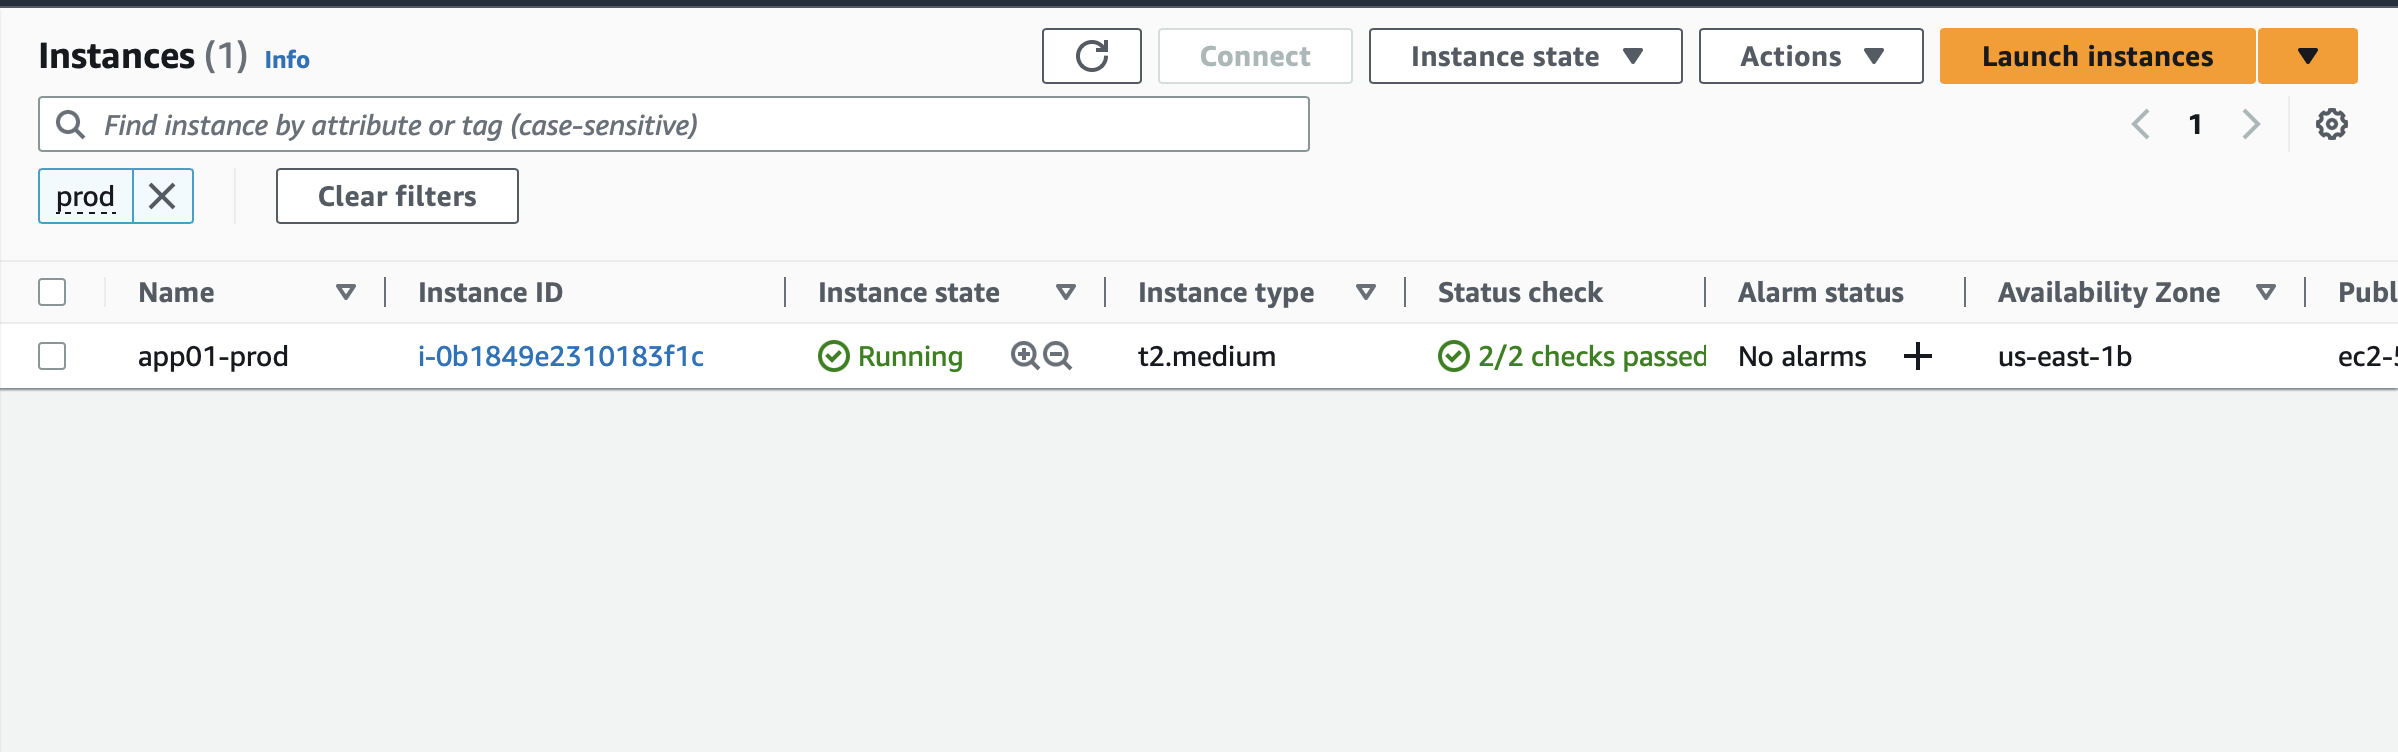 Instances (1) Info Connect Instance state Actions Launch instances
Find instance by attribute or tag (case-sensitive) 1
prod Clear filters
Name Instance ID Instance state Instance type Status check Alarm status Availability Zone Publ
app01-prod i-0b1849e2310183f1c Running t2.medium 2/2 checks passed No alarms us-east-1b ec2-5